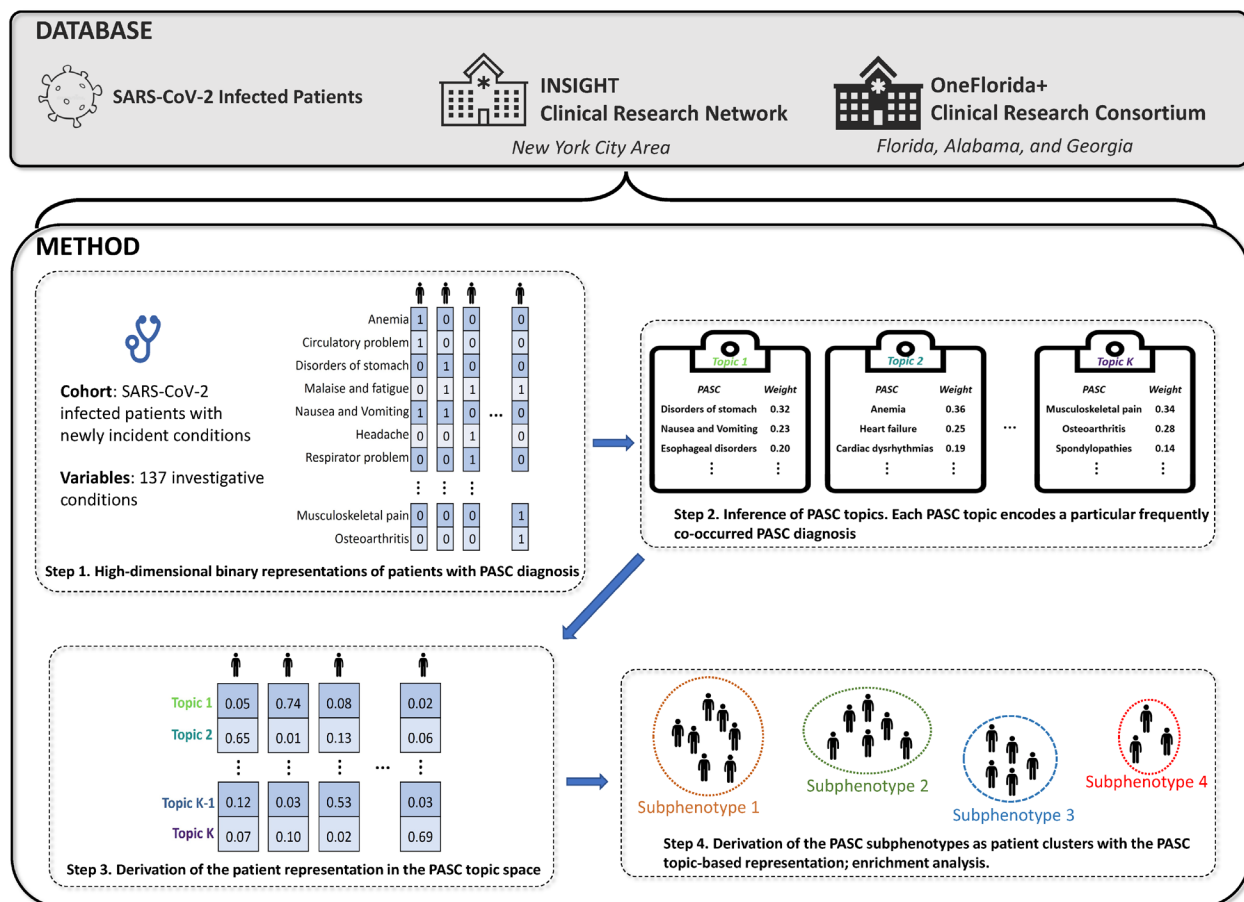 DATABASE
SARS-CoV-2 Infected Patients
INSIGHT
Clinical Research Network
New York City Area
OneFlorida+
Clinical Research Consortium
Florida, Alabama, and Georgia
METHOD
Cohort: SARS-CoV-2
infected patients with
newly incident conditions
Variables: 137 investigative
conditions
Anemia 1 0 0 0
Circulatory problem 1 0 0 0
Disorders of stomach 0 1 0 0
Malaise and fatigue 0 1 1 1
Nausea and Vomiting 1 1 0 ... 0
Headache 0 0 1 0
Respirator problem 0 0 1 0
⋮ ⋮ ⋮ ⋮
Musculoskeletal pain 0 0 0 1
Osteoarthritis 0 0 0 1
Step 1. High-dimensional binary representations of patients with PASC diagnosis
Topic 1
PASC Weight
Disorders of stomach 0.32
Nausea and Vomiting 0.23
Esophageal disorders 0.20
⋮ ⋮
Topic 2
PASC Weight
Anemia 0.36
Heart failure 0.25
Cardiac dysrhythmias 0.19
⋮ ⋮
...
Topic K
PASC Weight
Musculoskeletal pain 0.34
Osteoarthritis 0.28
Spondylopathies 0.14
⋮ ⋮
Step 2. Inference of PASC topics. Each PASC topic encodes a particular frequently
co-occurred PASC diagnosis
Topic 1 0.05 0.74 0.08 0.02
Topic 2 0.65 0.01 0.13 0.06
⋮ ⋮ ⋮ ... ⋮
Topic K-1 0.12 0.03 0.53 0.03
Topic K 0.07 0.10 0.02 0.69
Step 3. Derivation of the patient representation in the PASC topic space
Subphenotype 1
Subphenotype 2
Subphenotype 3
Subphenotype 4
Step 4. Derivation of the PASC subphenotypes as patient clusters with the PASC
topic-based representation; enrichment analysis.